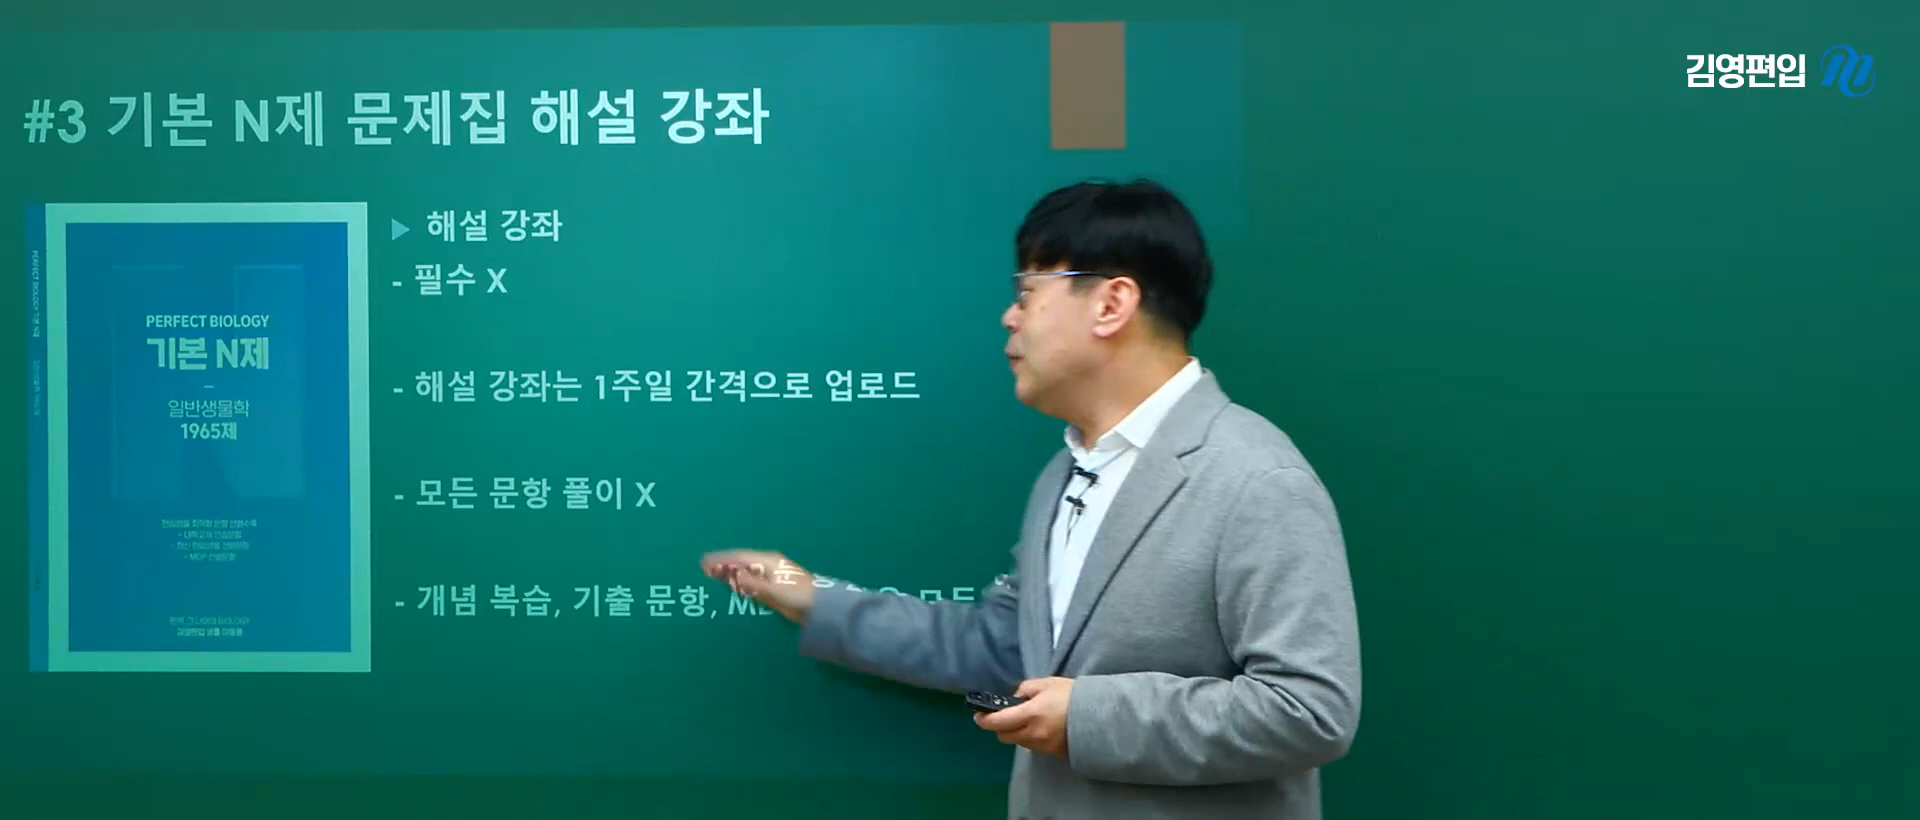 김영편입
#3 기본 N제 문제집 해설 강좌
▶ 해설 강좌
- 필수 X
- 해설 강좌는 1주일 간격으로 업로드
- 모든 문항 풀이 X
- 개념 복습, 기출 문항,
PERFECT BIOLOGY
기본 N제
일반생물학
1965제